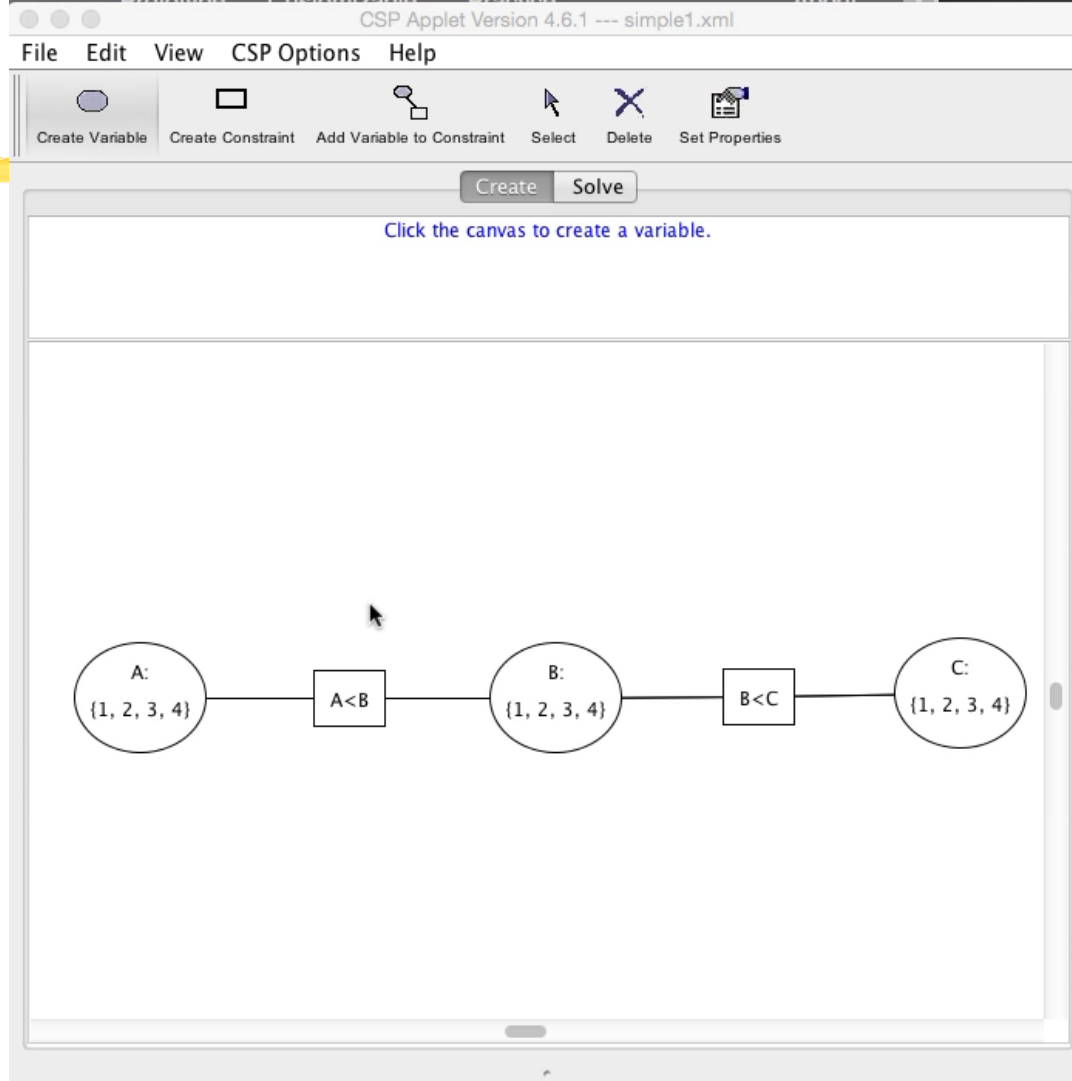 CSP Applet Version 4.6.1 --- simple1.xml
File Edit View CSP Options Help
Create Variable Create Constraint Add Variable to Constraint Select Delete Set Properties
Create Solve
Click the canvas to create a variable.
A:
{1, 2, 3, 4}
A<B
B:
{1, 2, 3, 4}
B<C
C:
{1, 2, 3, 4}